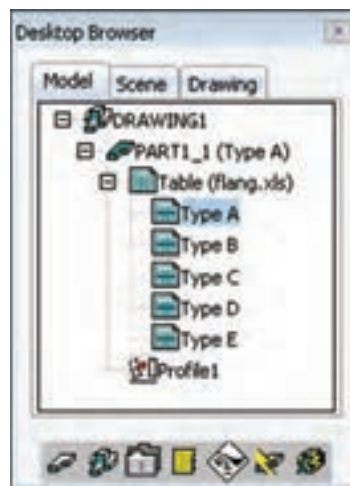 Desktop Browser
Model Scene Drawing
DRAWING1
PART1_1 (Type A)
Table (flang.xls)
Type A
Type B
Type C
Type D
Type E
Profile1